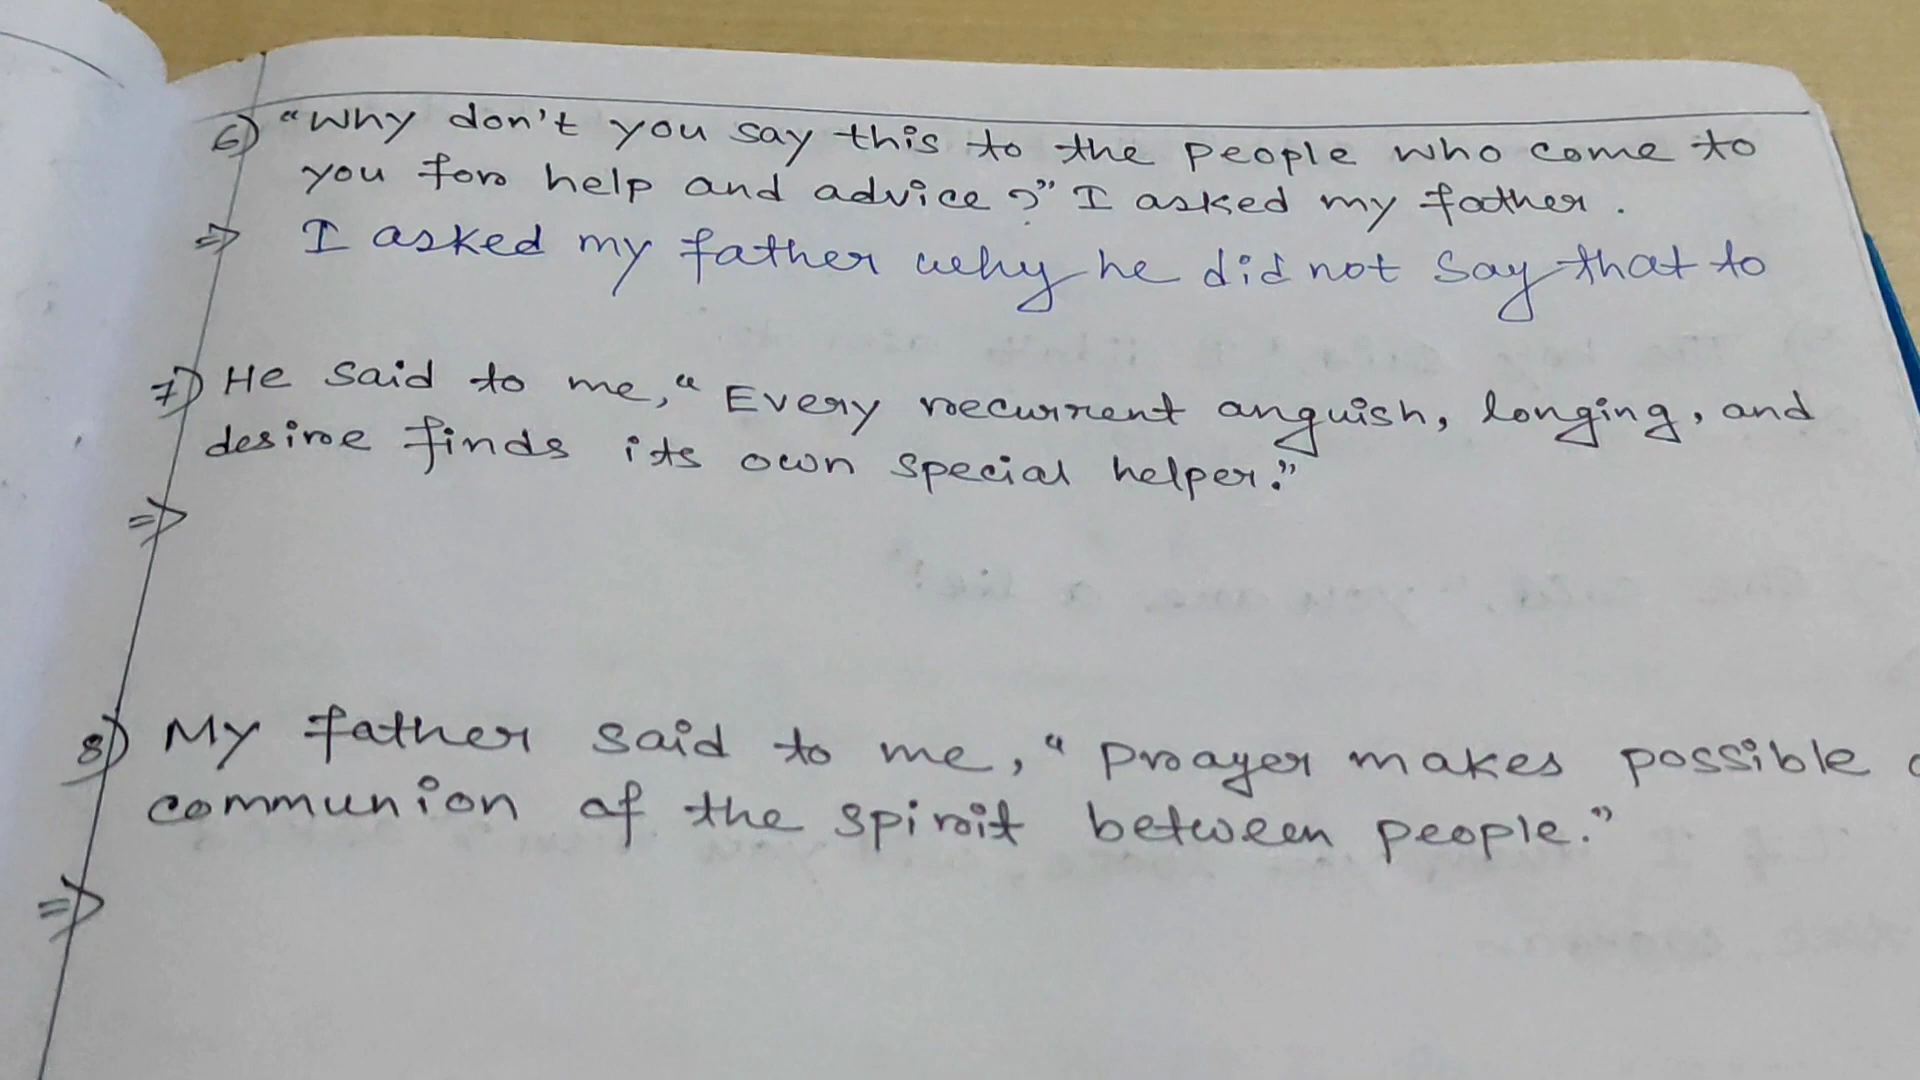 6) "Why don't you say this to the people who come to
you for help and advice?" I asked my father.
⇒ I asked my father why he did not say that to
7) He said to me, "Every recurrent anguish, longing, and
desire finds its own special helper."
⇒
8) My father said to me, "Prayer makes possible
communion of the spirit between people."
⇒